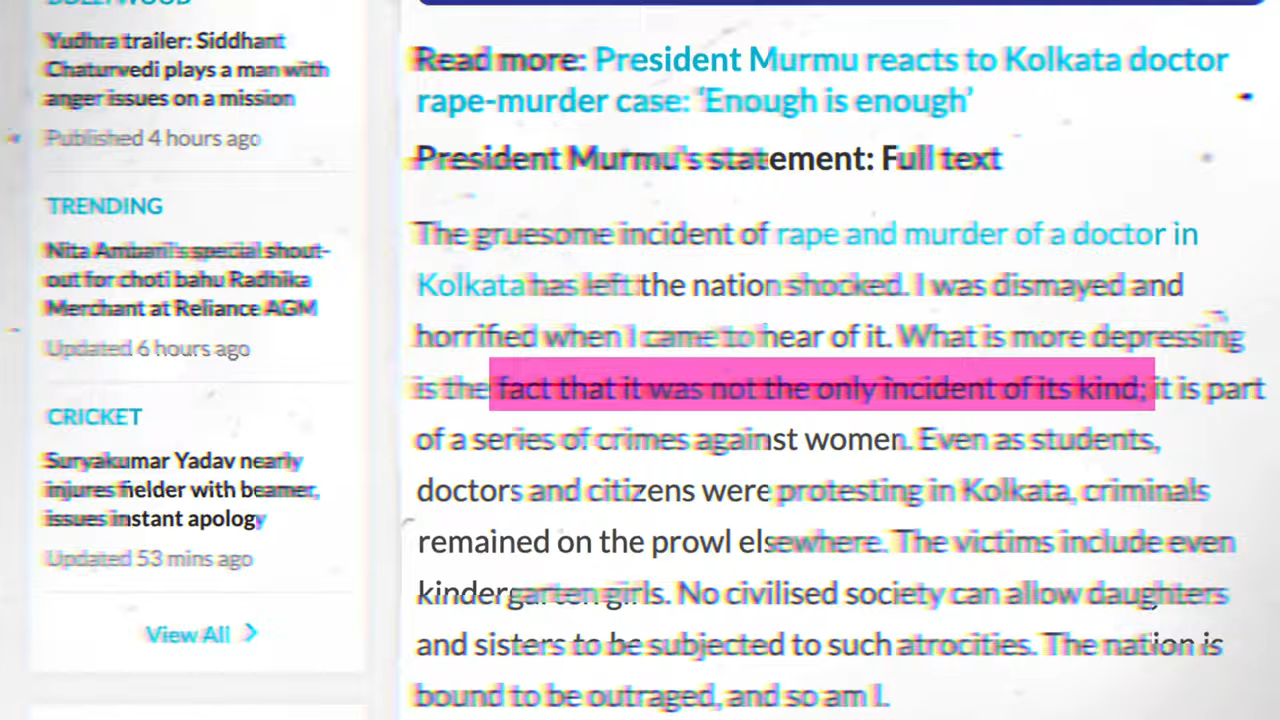 BOLLYWOOD
Yudhra trailer: Siddhant
Chaturvedi plays a man with
anger issues on a mission
Published 4 hours ago
TRENDING
Nita Ambani's special shout-
out for choti bahu Radhika
Merchant at Reliance AGM
Updated 6 hours ago
CRICKET
Suryakumar Yadav nearly
injures fielder with beamer,
issues instant apology
Updated 53 mins ago
View All
Read more: President Murmu reacts to Kolkata doctor
rape-murder case: ‘Enough is enough’
President Murmu's statement: Full text
The gruesome incident of rape and murder of a doctor in
Kolkata has left the nation shocked. I was dismayed and
horrified when I came to hear of it. What is more depressing
is the fact that it was not the only incident of its kind; it is part
of a series of crimes against women. Even as students,
doctors and citizens were protesting in Kolkata, criminals
remained on the prowl elsewhere. The victims include even
kindergarten girls. No civilised society can allow daughters
and sisters to be subjected to such atrocities. The nation is
bound to be outraged, and so am I.